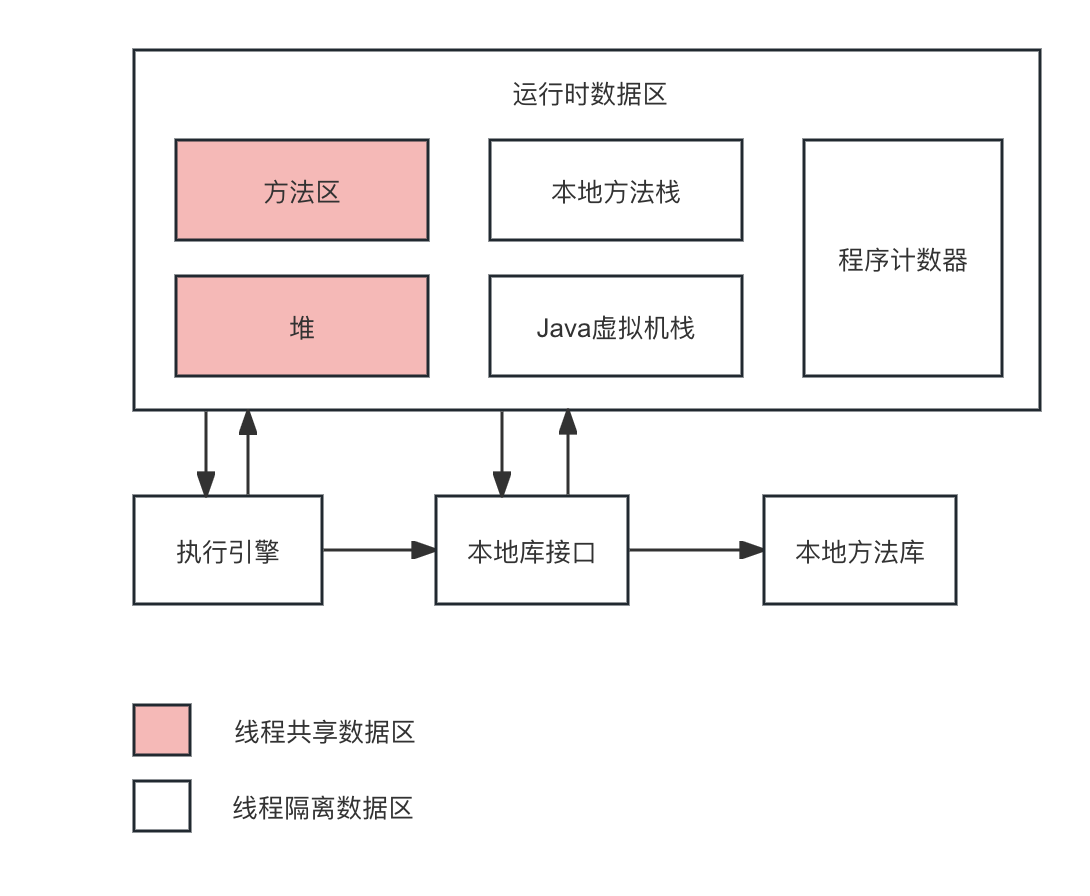 运行时数据区
方法区
本地方法栈
程序计数器
堆
Java虚拟机栈
执行引擎
本地库接口
本地方法库
线程共享数据区
线程隔离数据区